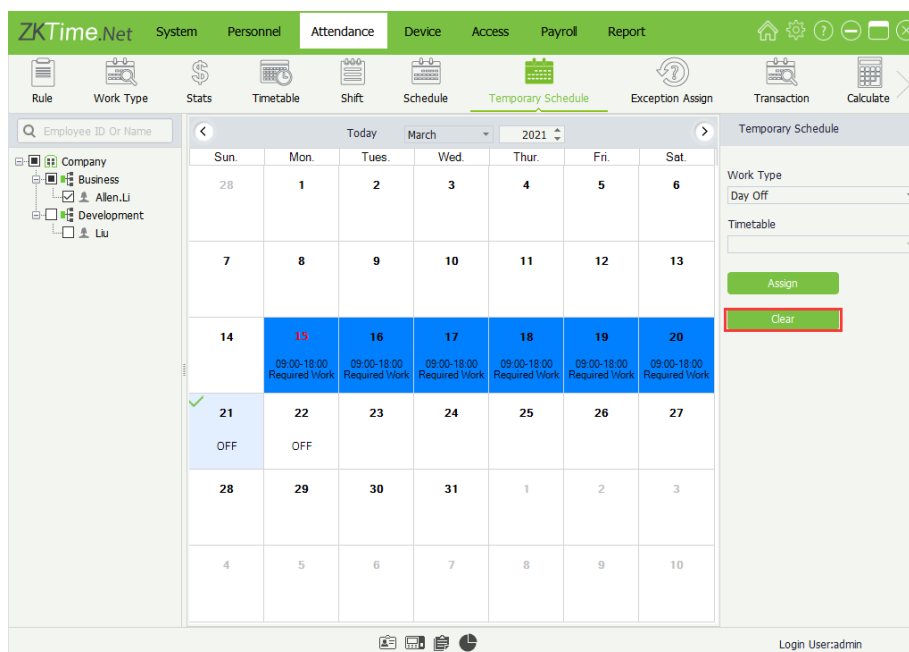 ZKTime.Net System Personnel Attendance Device Access Payroll Report
Rule Work Type Stats Timetable Shift Schedule Temporary Schedule Exception Assign Transaction Calculate
Employee ID Or Name
Company
Business
Allen.Li
Development
Liu
Today March 2021
Sun. Mon. Tues. Wed. Thur. Fri. Sat.
28 1 2 3 4 5 6
7 8 9 10 11 12 13
14 15 16 17 18 19 20
09:00-18:00 09:00-18:00 09:00-18:00 09:00-18:00 09:00-18:00 09:00-18:00
Required Work Required Work Required Work Required Work Required Work Required Work
21 22 23 24 25 26 27
OFF OFF
28 29 30 31 1 2 3
4 5 6 7 8 9 10
Temporary Schedule
Work Type
Day Off
Timetable
Assign
Clear
Login User:admin